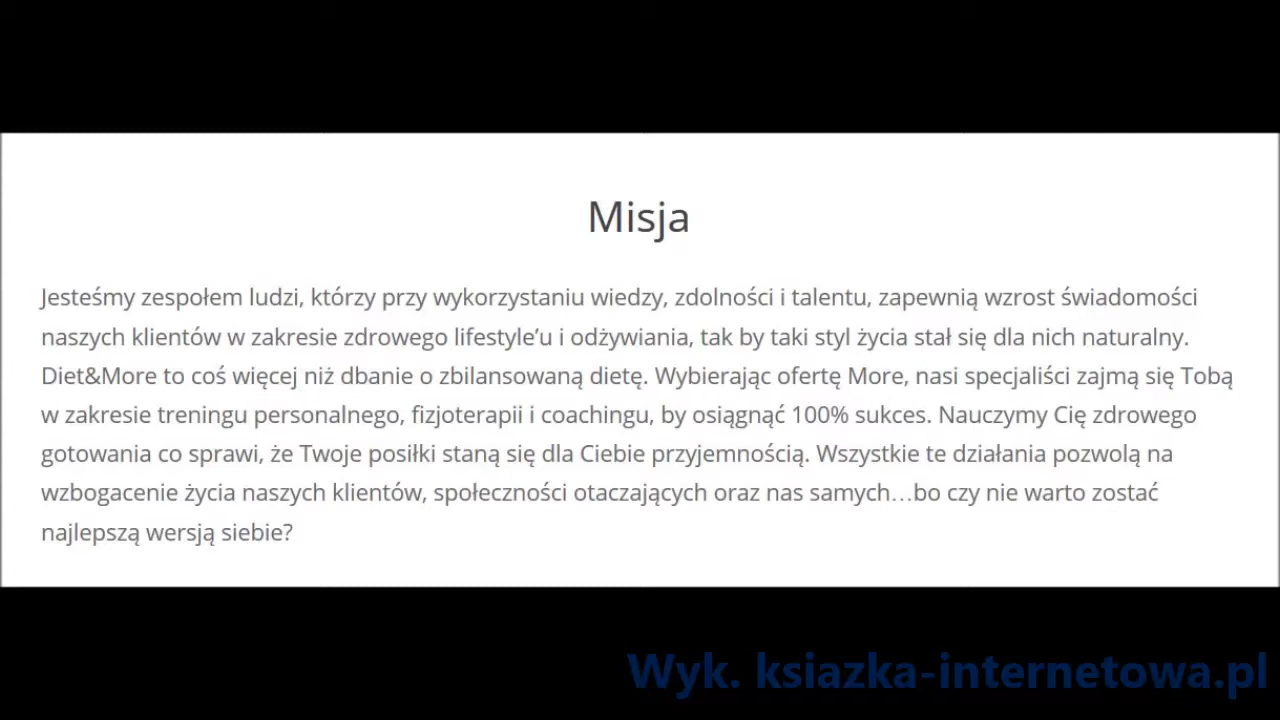 Misja
Jesteśmy zespołem ludzi, którzy przy wykorzystaniu wiedzy, zdolności i talentu, zapewnią wzrost świadomości
naszych klientów w zakresie zdrowego lifestyle’u i odżywiania, tak by taki styl życia stał się dla nich naturalny.
Diet&More to coś więcej niż dbanie o zbilansowaną dietę. Wybierając ofertę More, nasi specjaliści zajmą się Tobą
w zakresie treningu personalnego, fizjoterapii i coachingu, by osiągnąć 100% sukces. Nauczymy Cię zdrowego
gotowania co sprawi, że Twoje posiłki staną się dla Ciebie przyjemnością. Wszystkie te działania pozwolą na
wzbogacenie życia naszych klientów, społeczności otaczających oraz nas samych…bo czy nie warto zostać
najlepszą wersją siebie?
Wyk. ksiazka-internetowa.pl